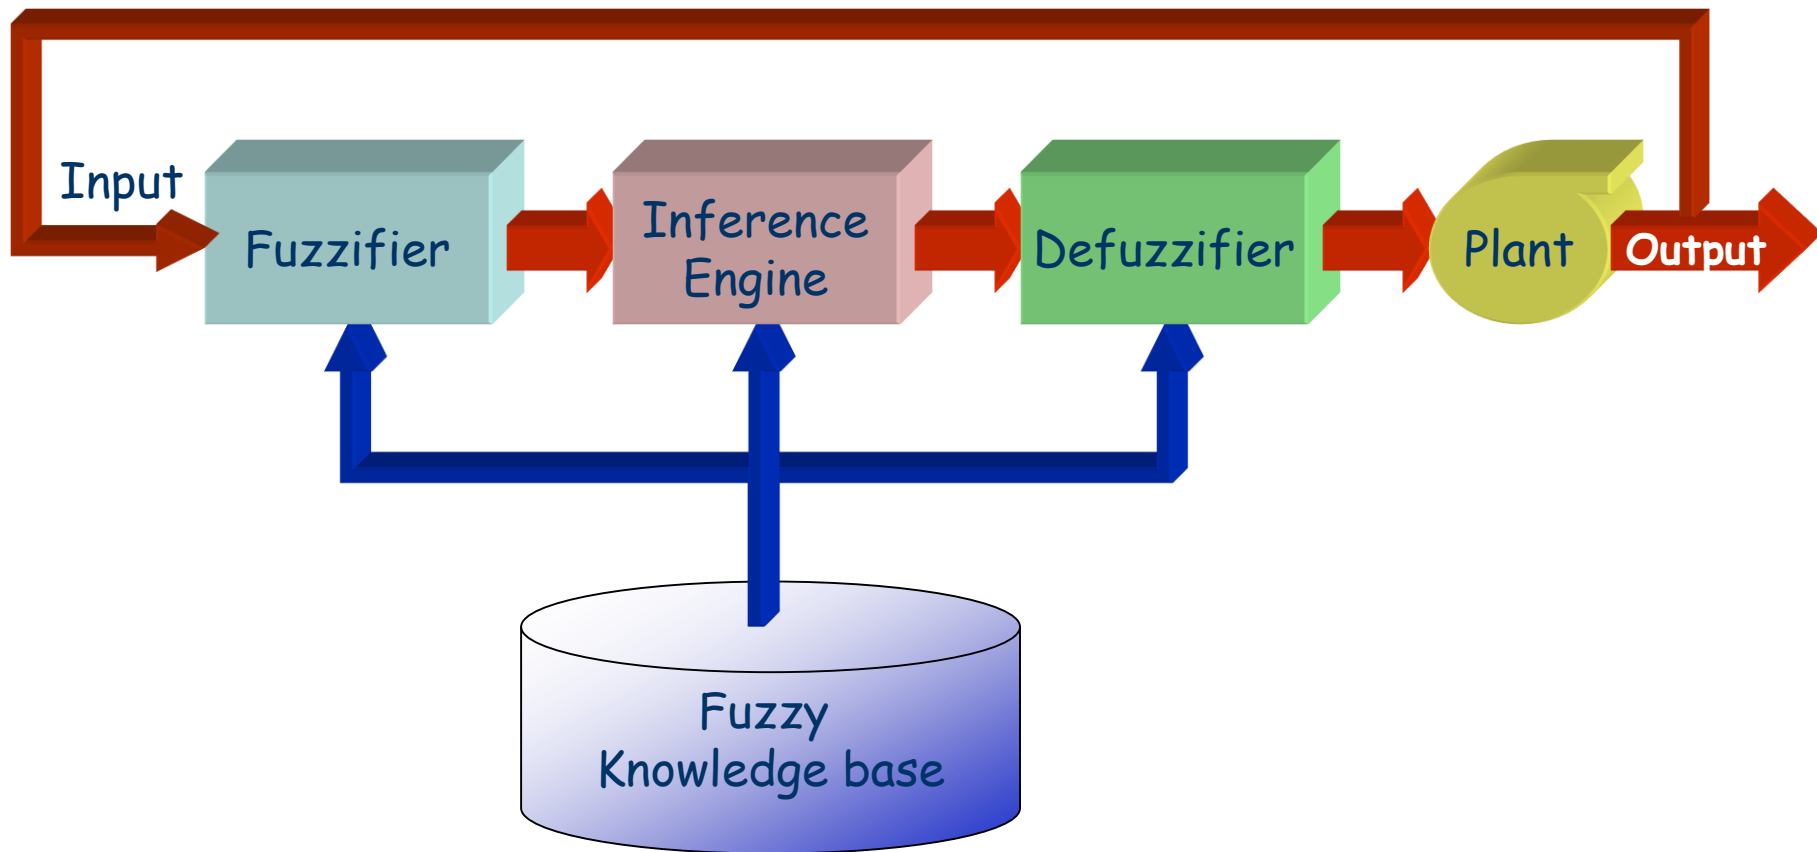 Input
Fuzzifier
Inference
Engine
Defuzzifier
Plant
Output
Fuzzy
Knowledge base